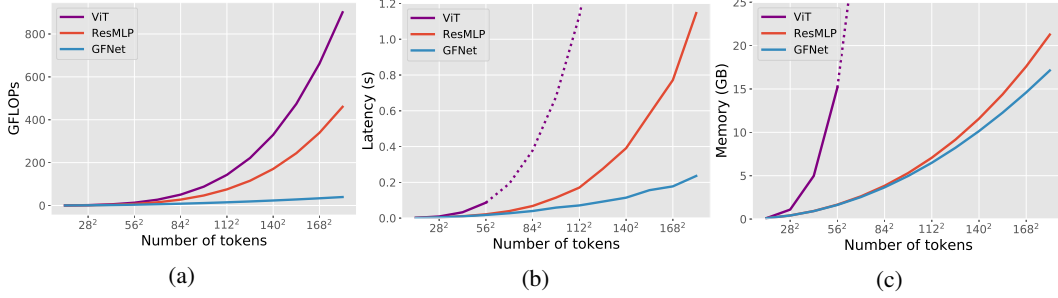 ViT
ResMLP
GFNet
800
600
400
200
0
GFLOPs
28² 56² 84² 112² 140² 168²
Number of tokens
(a)
ViT
ResMLP
GFNet
1.2
1.0
0.8
0.6
0.4
0.2
0.0
Latency (s)
28² 56² 84² 112² 140² 168²
Number of tokens
(b)
ViT
ResMLP
GFNet
25
20
15
10
5
0
Memory (GB)
28² 56² 84² 112² 140² 168²
Number of tokens
(c)